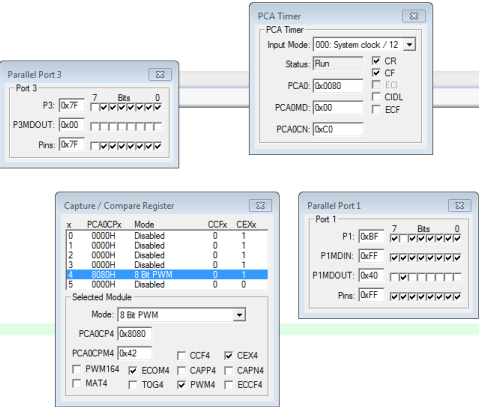 PCA Timer
PCA Timer
Input Mode: 000: System clock / 12
Status: Run CR
CF
PCA0: 0x0080 ECI
CIDL
PCA0MD: 0x00 ECF
PCA0CN: 0xC0
Parallel Port 3
Port 3
7 Bits 0
P3: 0x7F
P3MDOUT: 0x00
Pins: 0x7F
Capture / Compare Register
x PCA0CPx Mode CCFx CEXx
0 0000H Disabled 0 1
1 0000H Disabled 0 1
2 0000H Disabled 0 1
3 0000H Disabled 0 1
4 8080H 8 Bit PWM 0 1
5 0000H Disabled 0 0
Selected Module
Mode: 8 Bit PWM
PCA0CP4 0x8080
PCA0CPM4 0x42 CCF4 CEX4
PWM164 ECOM4 CAPP4 CAPN4
MAT4 TOG4 PWM4 ECCF4
Parallel Port 1
Port 1
7 Bits 0
P1: 0xBF
P1MDIN: 0xFF
P1MDOUT: 0x40
Pins: 0xFF